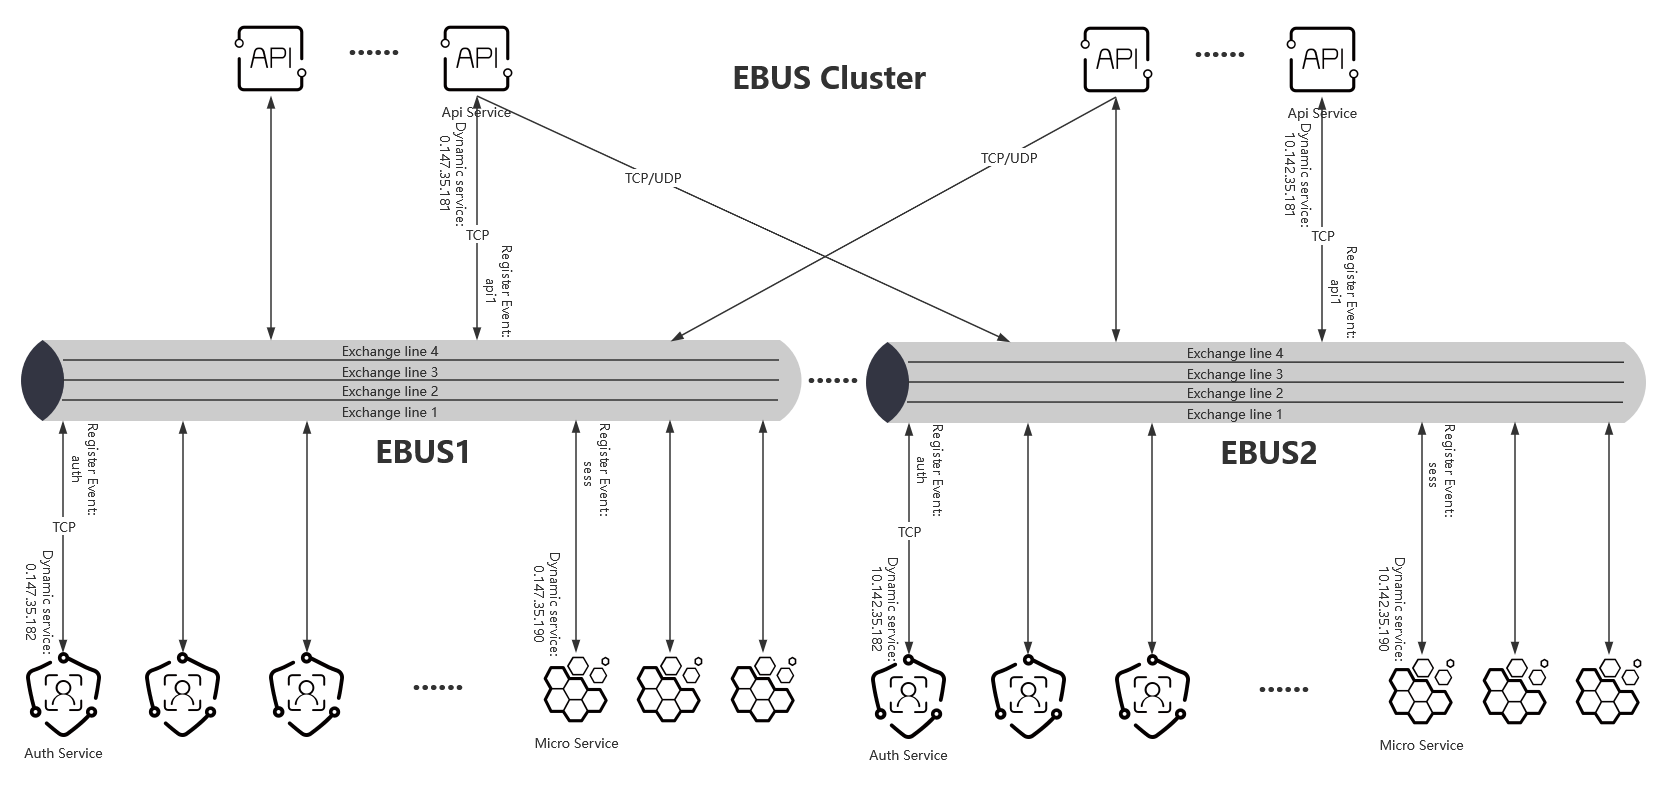 API
API
API
API
EBUS Cluster
Api Service
Api Service
Dynamic service:
0.147.35.181
Dynamic service:
10.142.35.181
TCP/UDP
TCP/UDP
TCP
TCP
Register Event:
api1
Register Event:
api1
Exchange line 4
Exchange line 3
Exchange line 2
Exchange line 1
Exchange line 4
Exchange line 3
Exchange line 2
Exchange line 1
EBUS1
EBUS2
Register Event:
auth
Register Event:
sess
Register Event:
auth
Register Event:
sess
TCP
TCP
Dynamic service:
0.147.35.182
Dynamic service:
0.147.35.190
Dynamic service:
10.142.35.182
Dynamic service:
10.142.35.190
Auth Service
Micro Service
Auth Service
Micro Service